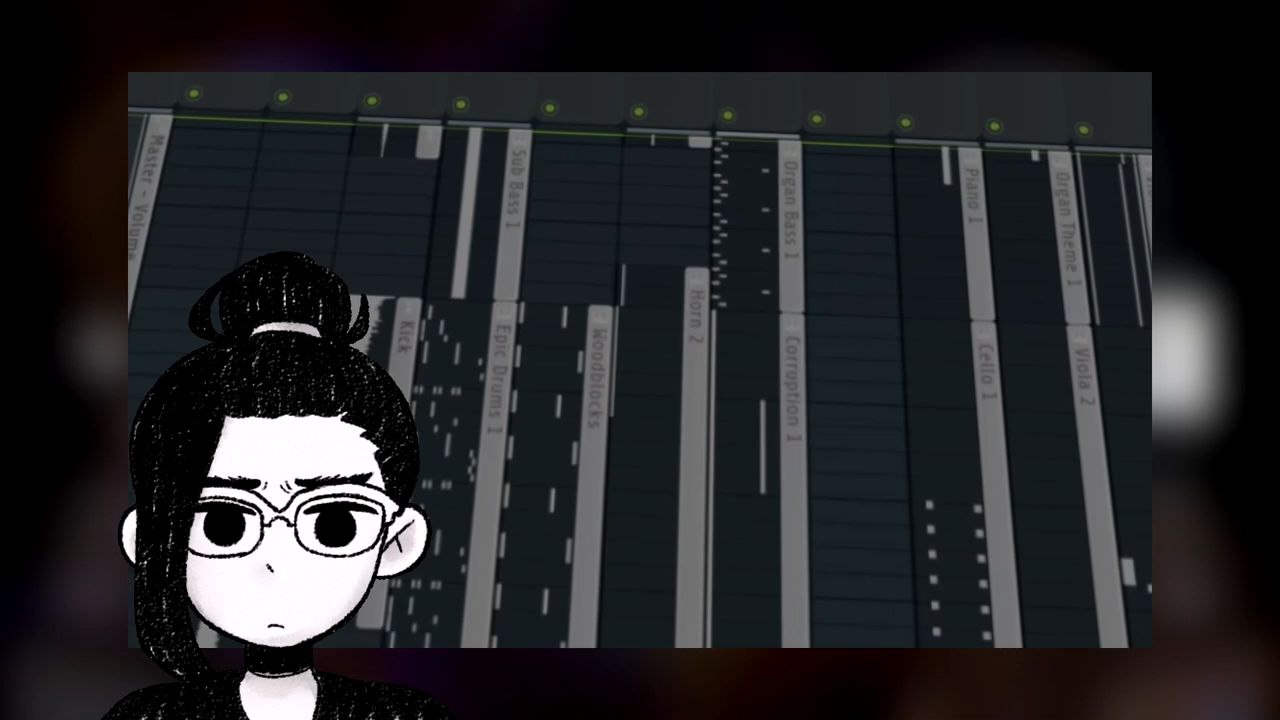 Master - Volume
Sub Bass 1
Organ Bass 1
Piano 1
Organ Theme 1
Kick
Epic Drums 1
Woodblocks
Horn 2
Corruption 1
Cello 1
Viola 2